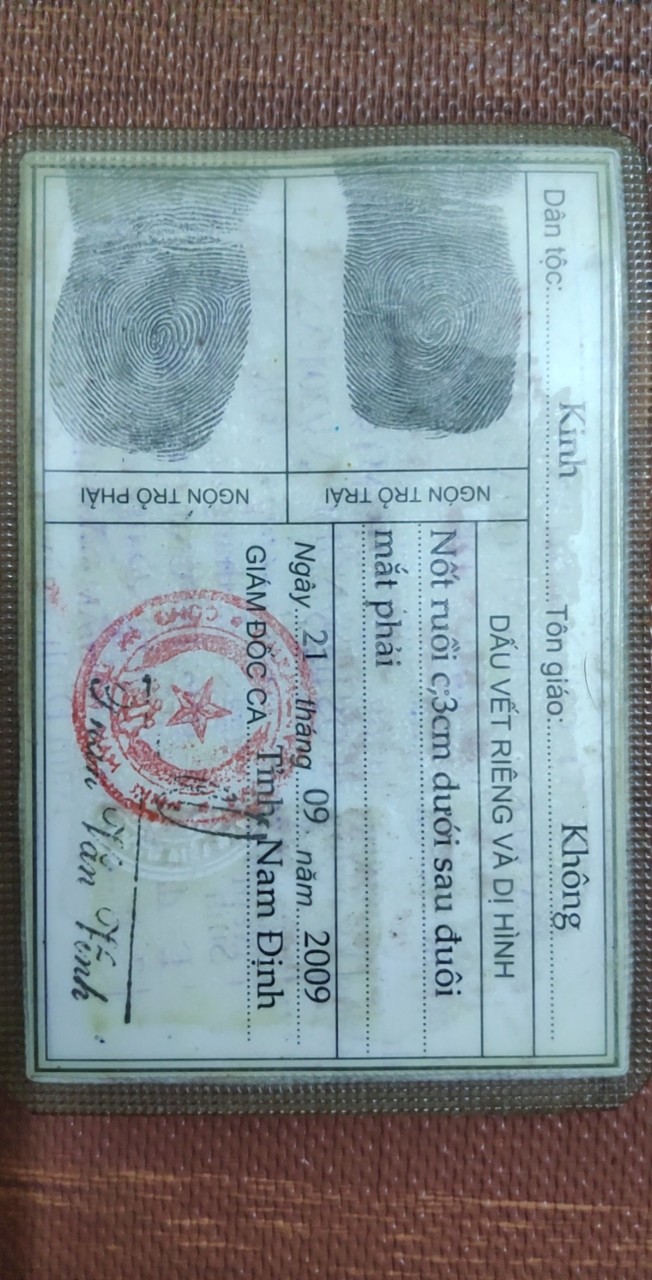 Dân tộc: Kinh Tôn giáo: Không
DẤU VẾT RIÊNG VÀ DỊ HÌNH
Nốt ruồi c;3cm dưới sau đuôi
mắt phải
NGÓN TRỎ TRÁI
NGÓN TRỎ PHẢI
Ngày 21 tháng 09 năm 2009
GIÁM ĐỐC CA Tỉnh Nam Định
Văn Vinh